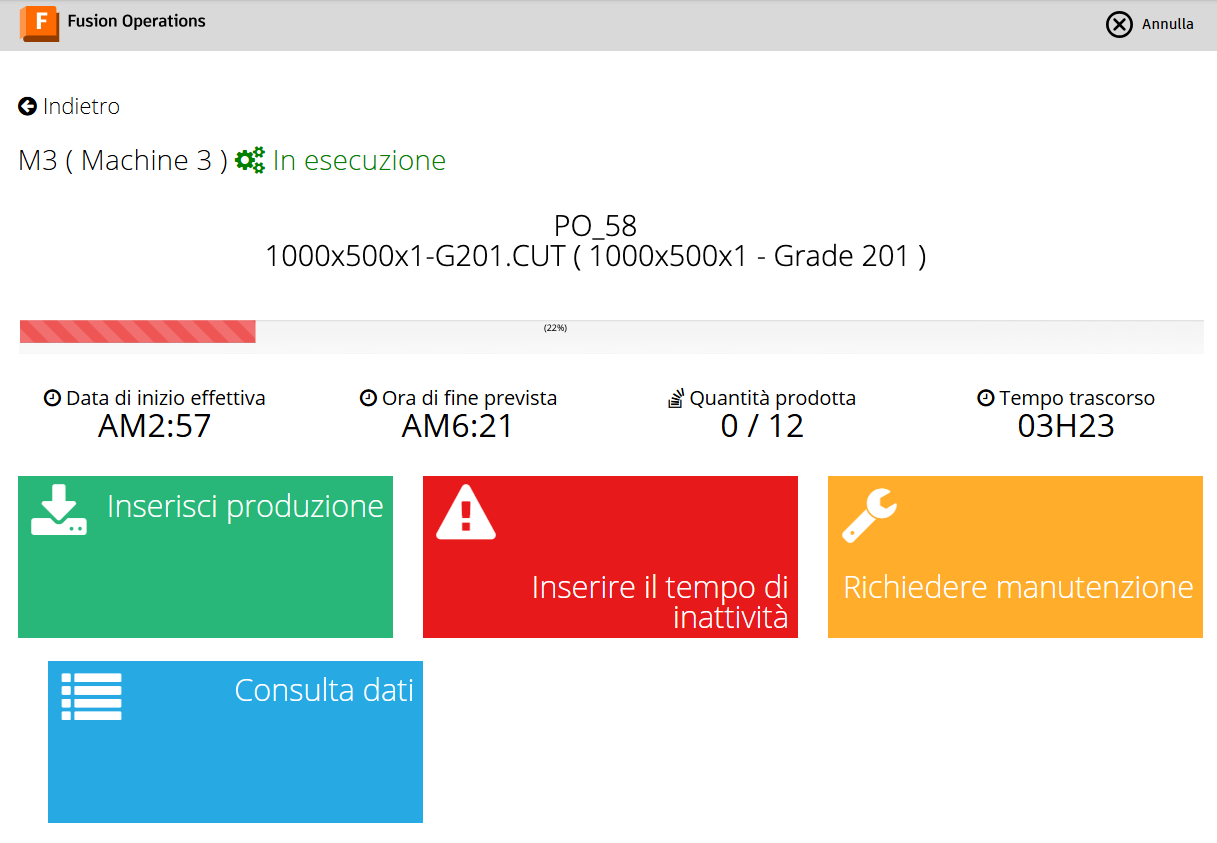 F Fusion Operations
Annulla
Indietro
M3 ( Machine 3 ) In esecuzione
PO_58
1000x500x1-G201.CUT ( 1000x500x1 - Grade 201 )
(22%)
Data di inizio effettiva
AM2:57
Ora di fine prevista
AM6:21
Quantità prodotta
0 / 12
Tempo trascorso
03H23
Inserisci produzione
Inserire il tempo di
inattività
Richiedere manutenzione
Consulta dati